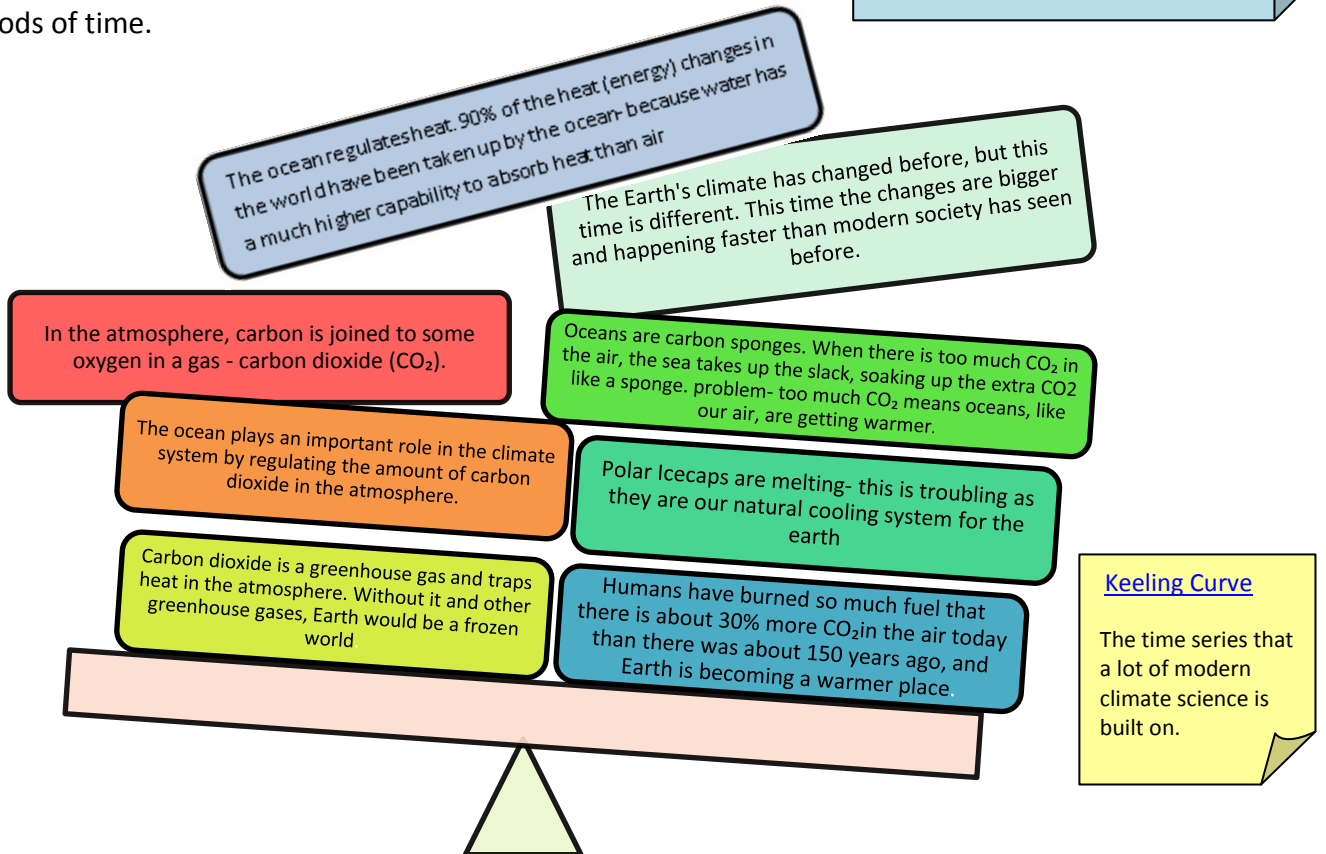 ods of time.
The ocean regulates heat. 90% of the heat (energy) changes in
the world have been taken up by the ocean- because water has
a much higher capability to absorb heat than air
The Earth's climate has changed before, but this
time is different. This time the changes are bigger
and happening faster than modern society has seen
before.
In the atmosphere, carbon is joined to some
oxygen in a gas - carbon dioxide (CO₂).
Oceans are carbon sponges. When there is too much CO₂ in
the air, the sea takes up the slack, soaking up the extra CO2
like a sponge. problem- too much CO₂ means oceans, like
our air, are getting warmer.
The ocean plays an important role in the climate
system by regulating the amount of carbon
dioxide in the atmosphere.
Polar Icecaps are melting- this is troubling as
they are our natural cooling system for the
earth
Carbon dioxide is a greenhouse gas and traps
heat in the atmosphere. Without it and other
greenhouse gases, Earth would be a frozen
world.
Humans have burned so much fuel that
there is about 30% more CO₂in the air today
than there was about 150 years ago, and
Earth is becoming a warmer place.
Keeling Curve
The time series that
a lot of modern
climate science is
built on.